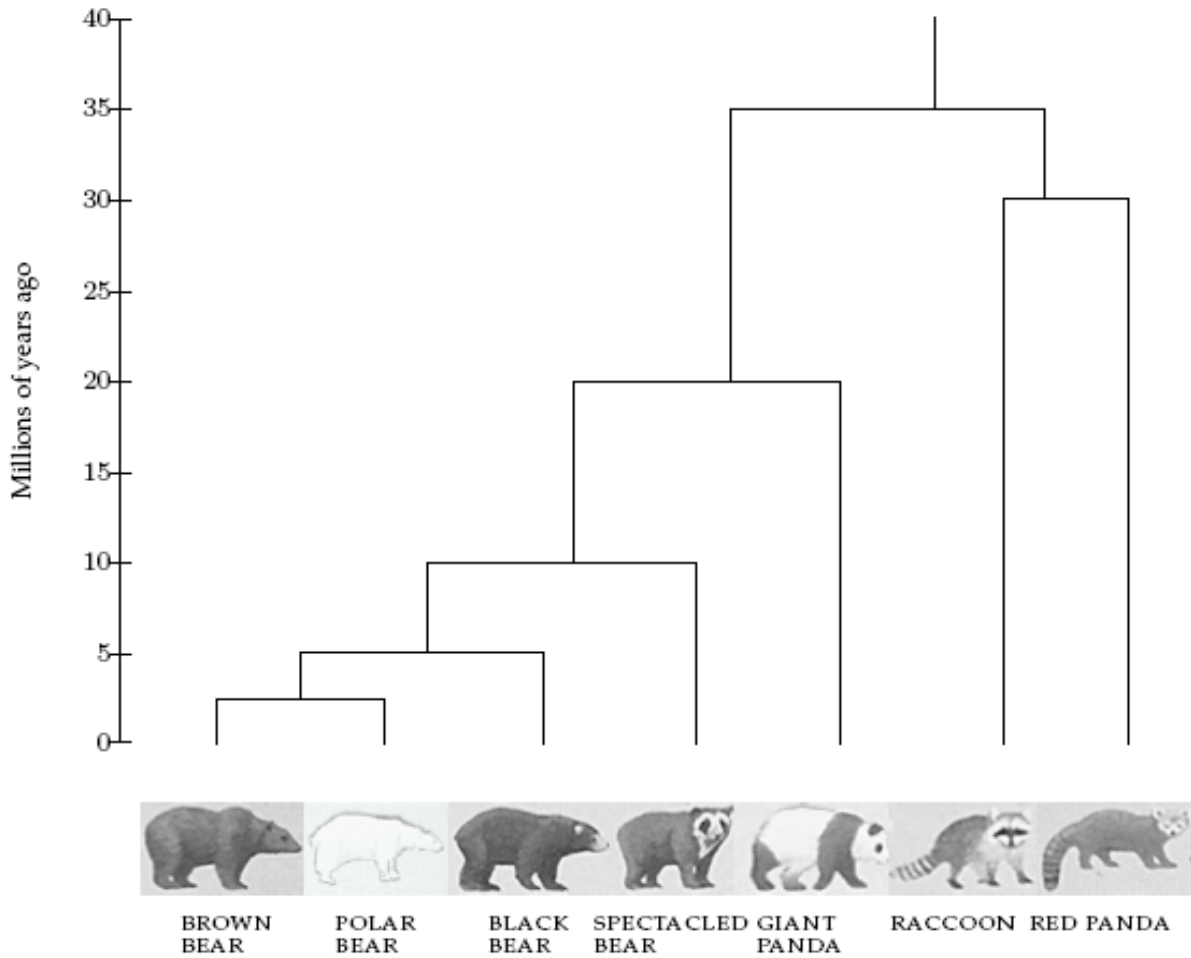 40
35
30
25
20
15
10
5
0
Millions of years ago
BROWN BEAR
POLAR BEAR
BLACK BEAR
SPECTACLED BEAR
GIANT PANDA
RACCOON
RED PANDA